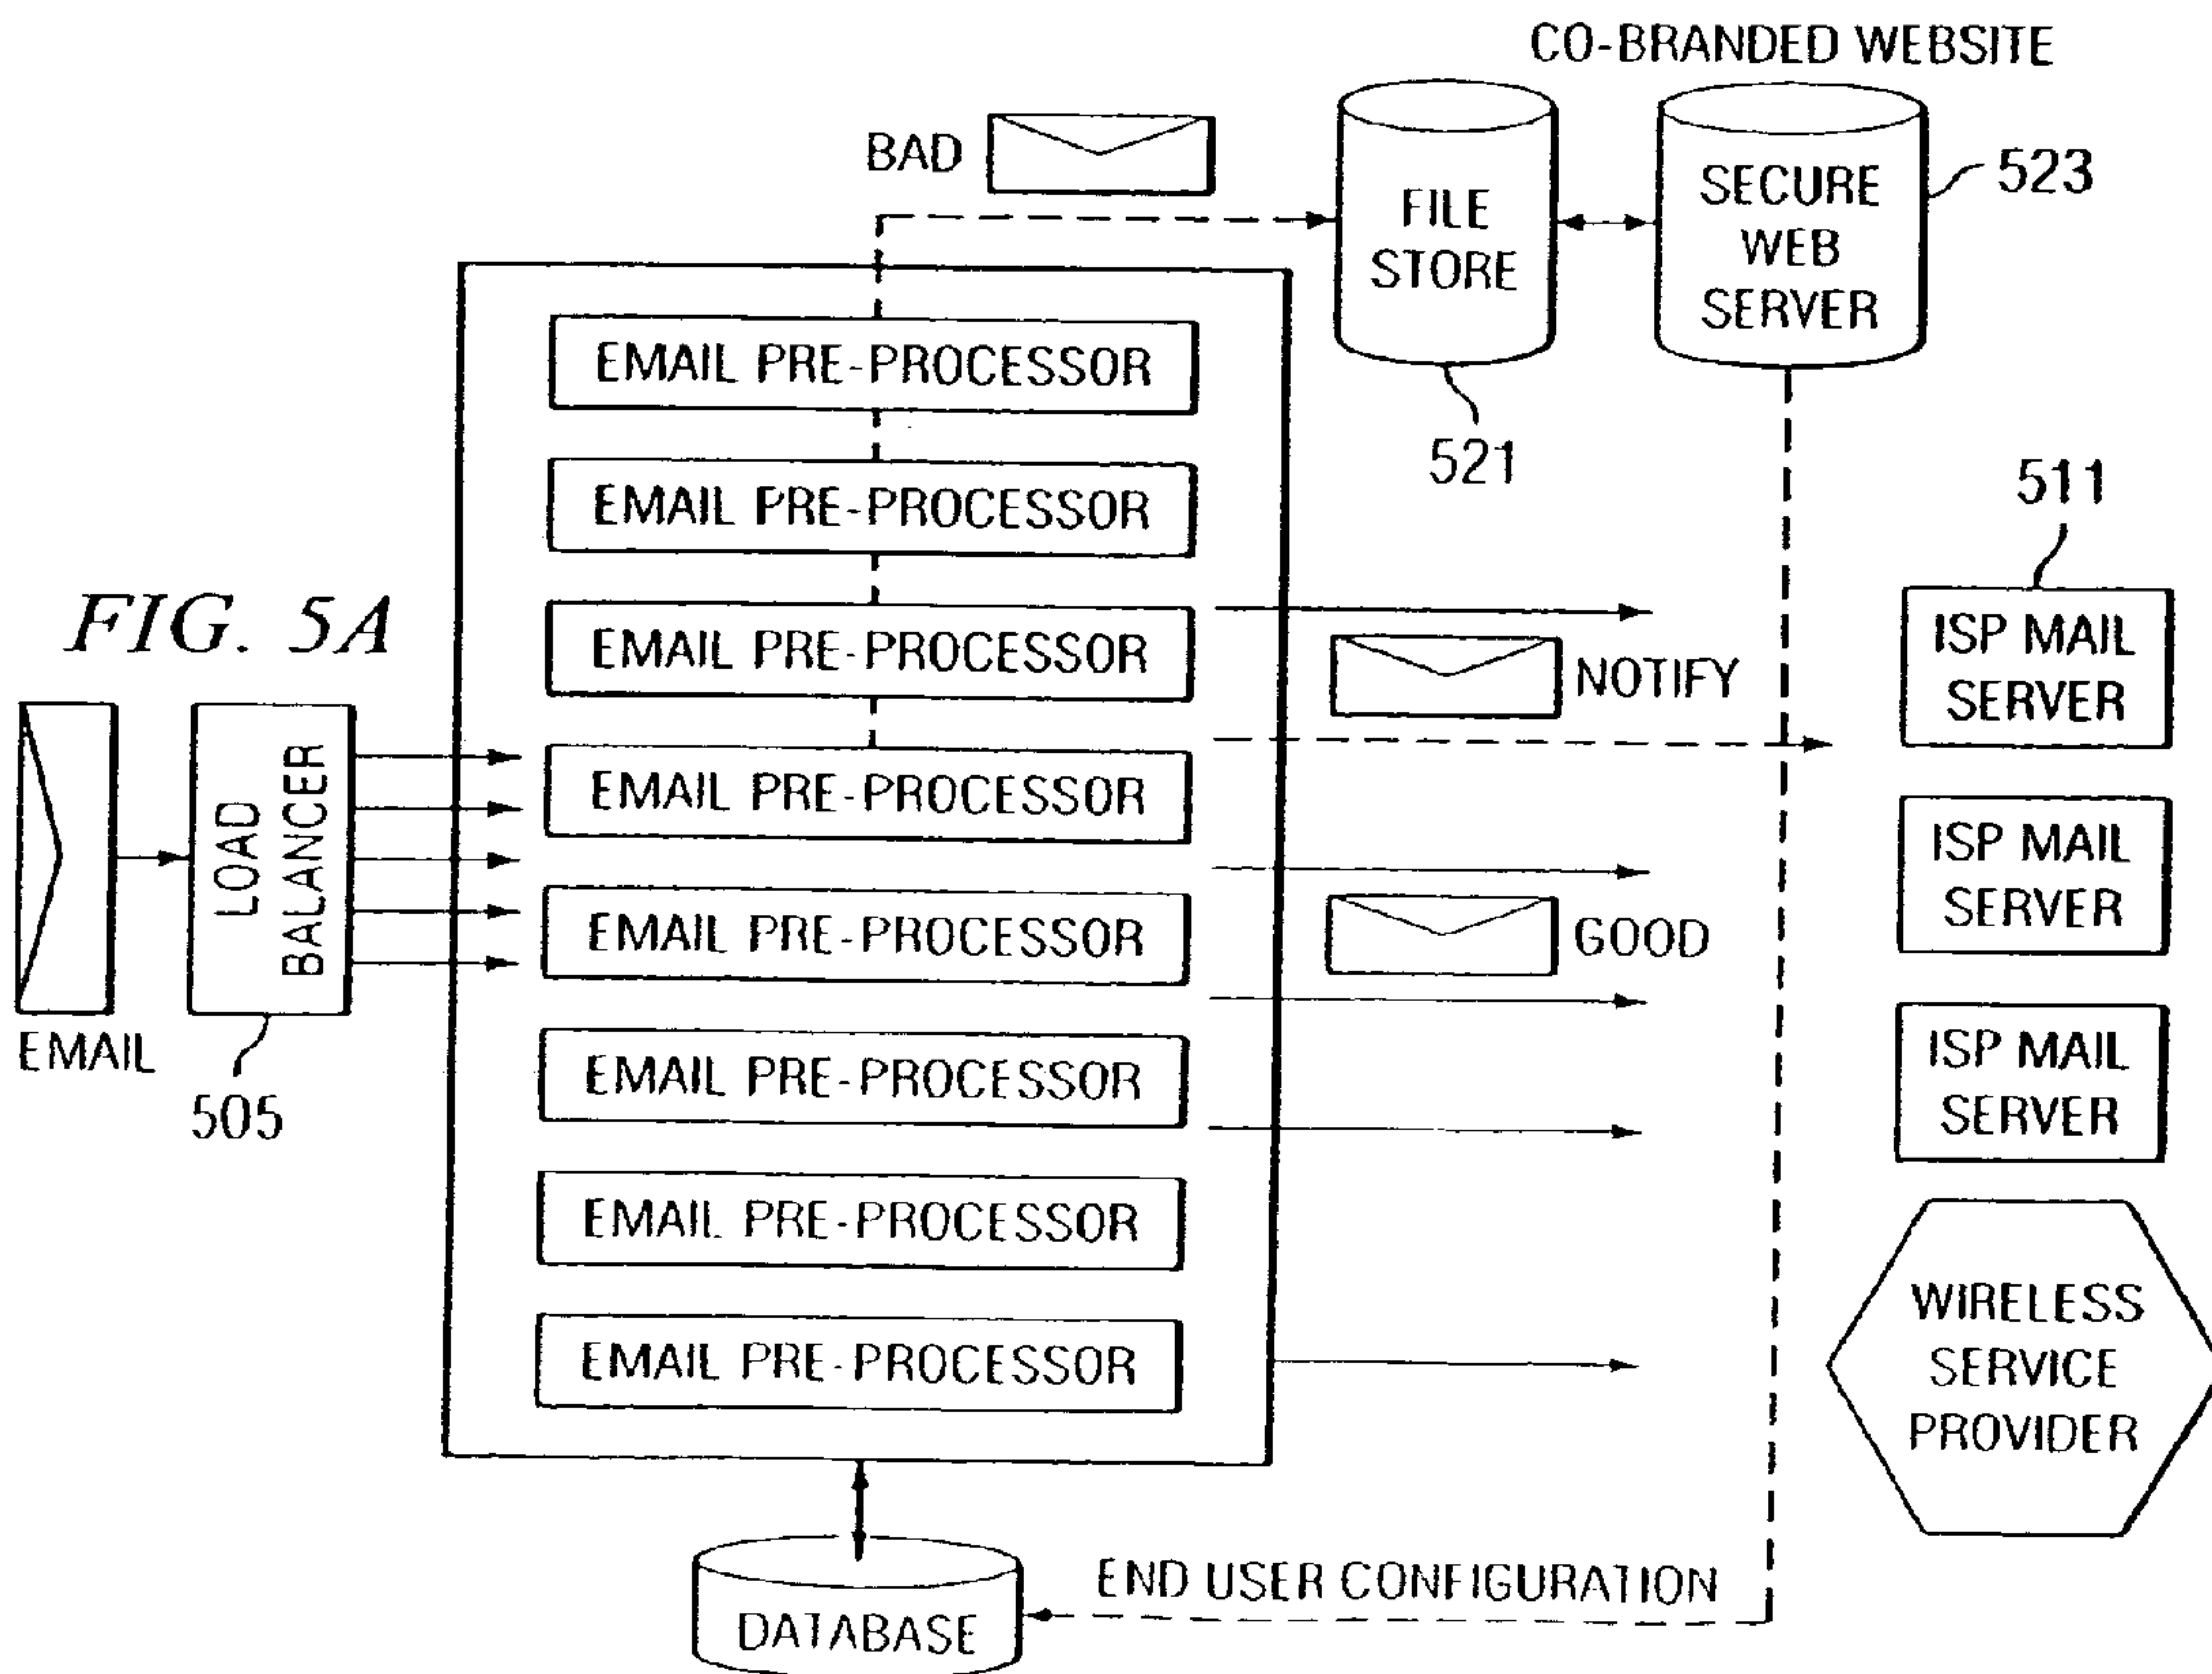 CO-BRANDED WEBSITE
BAD
FILE
STORE
SECURE
WEB
SERVER
523
521
511
FIG. 5A
EMAIL PRE-PROCESSOR
EMAIL PRE-PROCESSOR
EMAIL PRE-PROCESSOR
EMAIL PRE-PROCESSOR
EMAIL PRE-PROCESSOR
EMAIL PRE-PROCESSOR
EMAIL PRE-PROCESSOR
EMAIL PRE-PROCESSOR
NOTIFY
GOOD
ISP MAIL
SERVER
ISP MAIL
SERVER
ISP MAIL
SERVER
LOAD
BALANCER
EMAIL
505
WIRELESS
SERVICE
PROVIDER
END USER CONFIGURATION
DATABASE